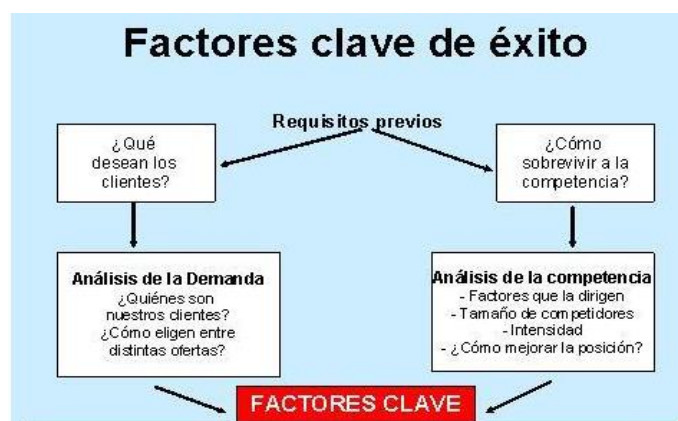 Factores clave de éxito
Requisitos previos
¿Qué
desean los
clientes?
¿Cómo
sobrevivir a la
competencia?
Análisis de la Demanda
¿Quiénes son
nuestros clientes?
¿Cómo eligen entre
distintas ofertas?
Análisis de la competencia
- Factores que la dirigen
- Tamaño de competidores
- Intensidad
- ¿Cómo mejorar la posición?
FACTORES CLAVE